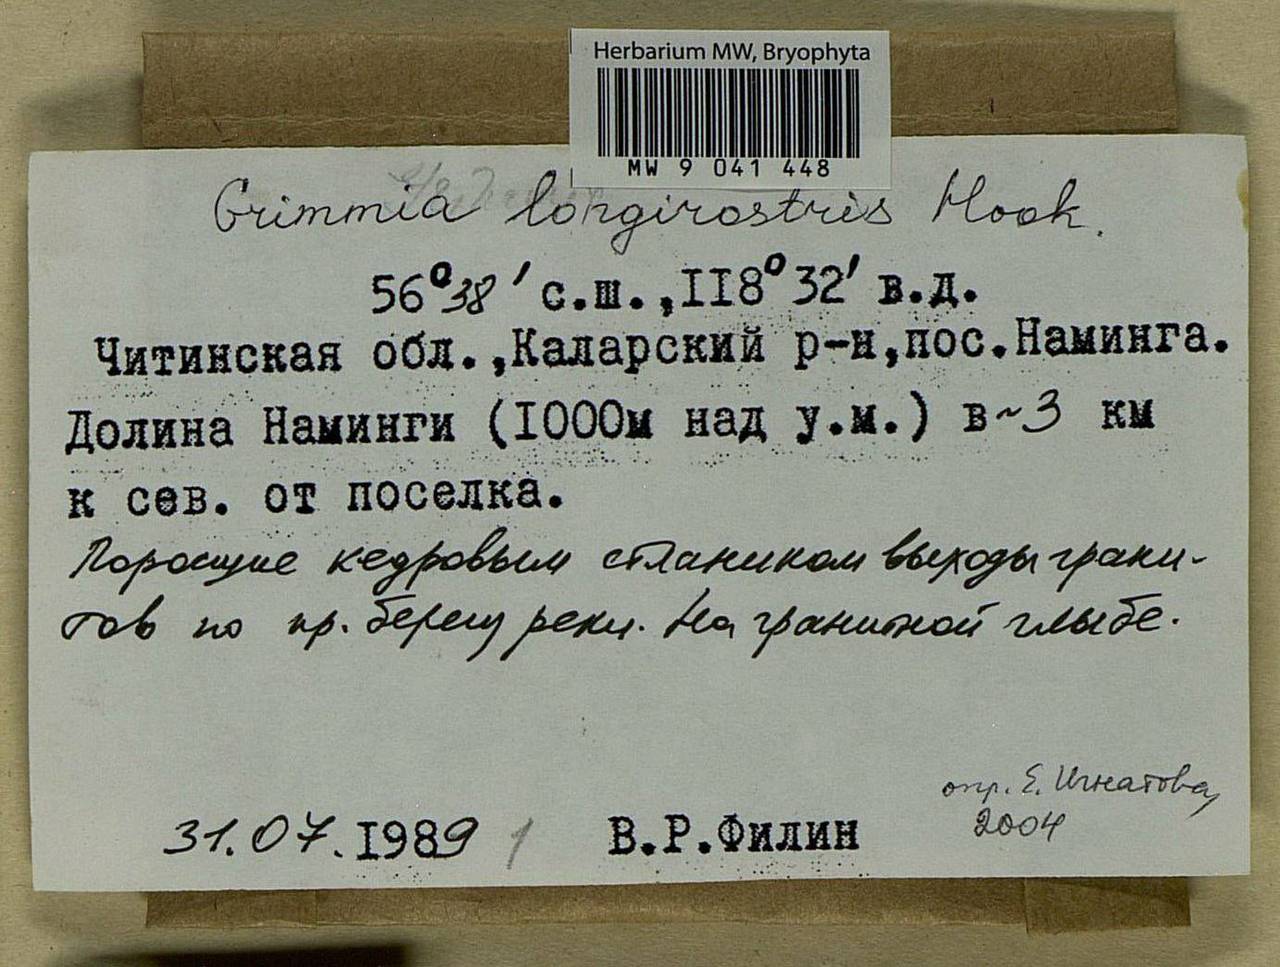 Herbarium MW, Bryophyta
MW 9 041 448
Grimmia longirostris Hook.
56°38' с.ш.,118°32' в.д.
Читинская обл.,Каларский р-н,пос.Наминга.
Долина Наминги (1000м над у.м.) в ~3 км
к сев. от поселка.
Поросшие кедровым стлаником выходы грани-
тов по пр. берегу реки. На гранитной глыбе.
опр. Е. Игнатова,
2004
31.07.1989 В.Р.Филин